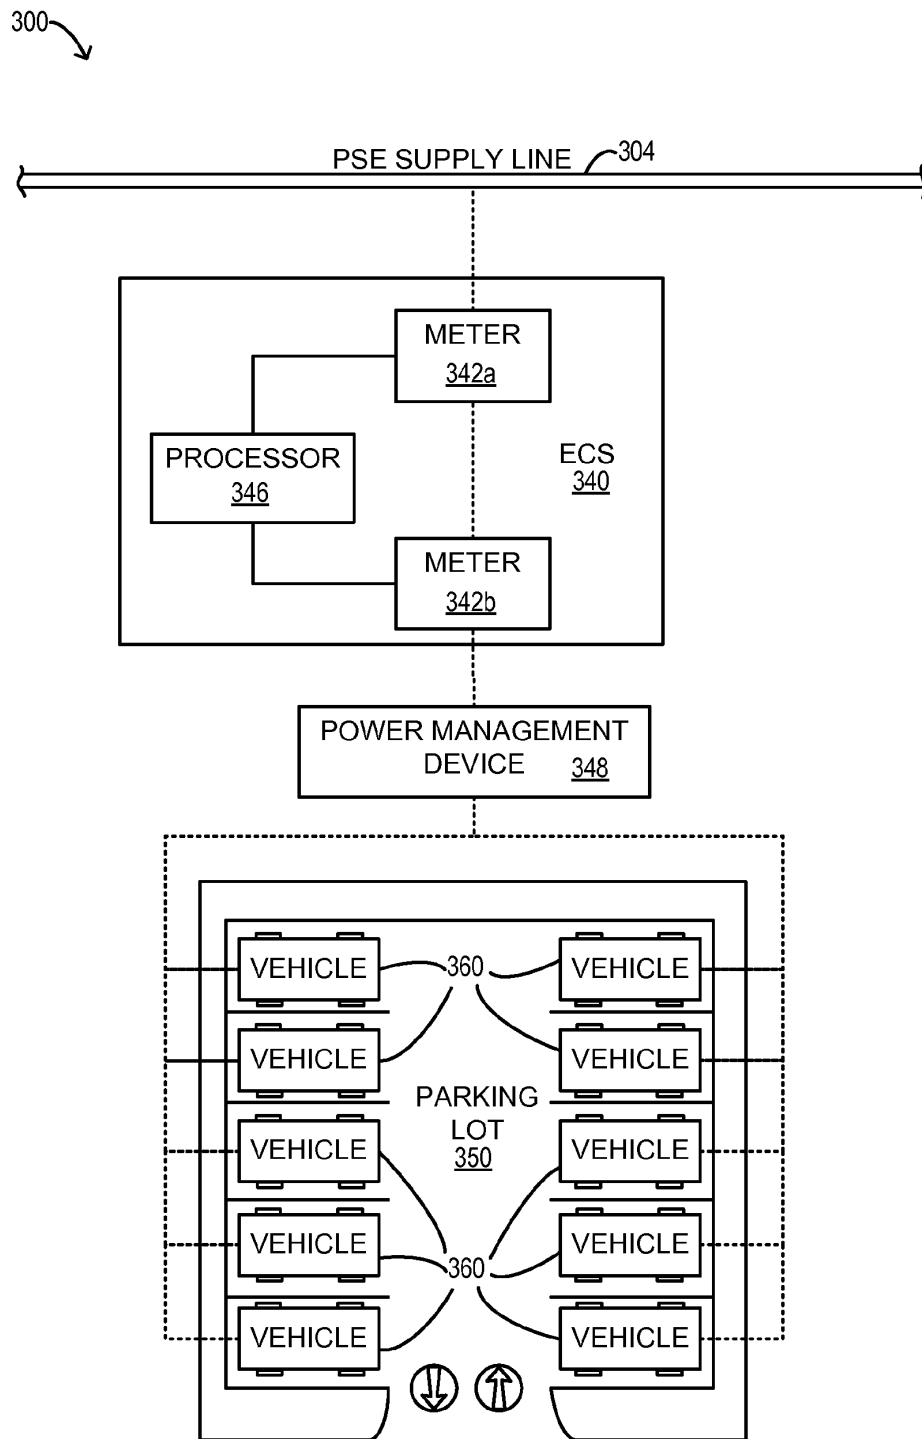 300
PSE SUPPLY LINE 304
METER
342a
PROCESSOR
346
ECS
340
METER
342b
POWER MANAGEMENT
DEVICE 348
VEHICLE 360 VEHICLE
VEHICLE VEHICLE
PARKING
LOT
350
VEHICLE VEHICLE
VEHICLE 360 VEHICLE
VEHICLE VEHICLE